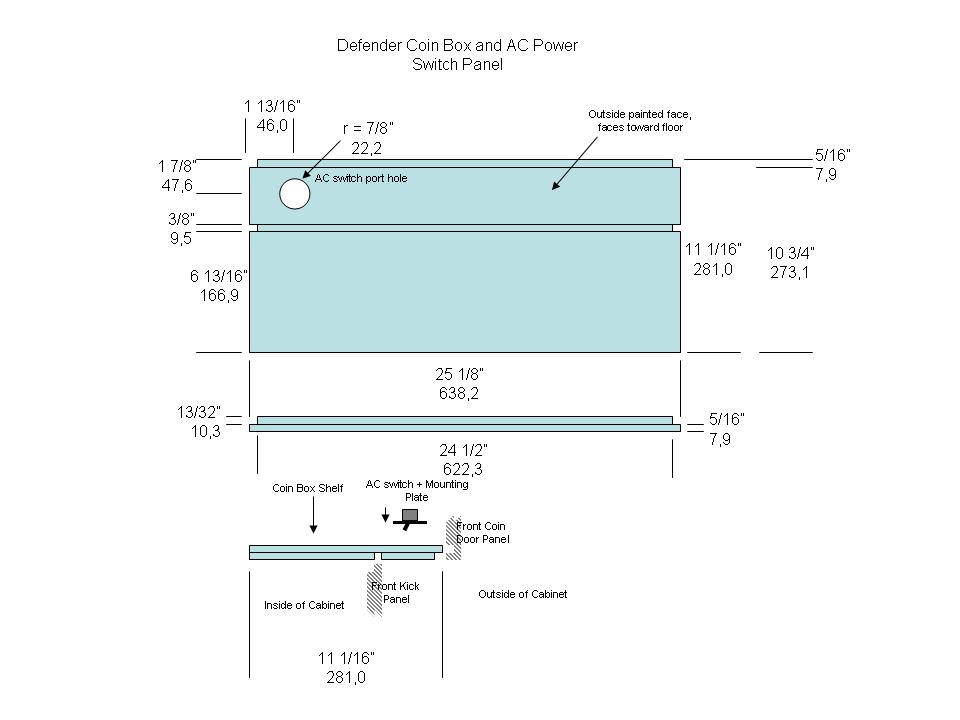 Defender Coin Box and AC Power
Switch Panel
1 13/16”
46,0
r = 7/8”
22,2
Outside painted face,
faces toward floor
5/16”
7,9
1 7/8”
47,6
AC switch port hole
3/8”
9,5
6 13/16”
166,9
11 1/16”
281,0
10 3/4”
273,1
25 1/8”
638,2
13/32”
10,3
5/16”
7,9
24 1/2”
622,3
Coin Box Shelf
AC switch + Mounting
Plate
Front Coin
Door Panel
Front Kick
Panel
Inside of Cabinet
Outside of Cabinet
11 1/16”
281,0